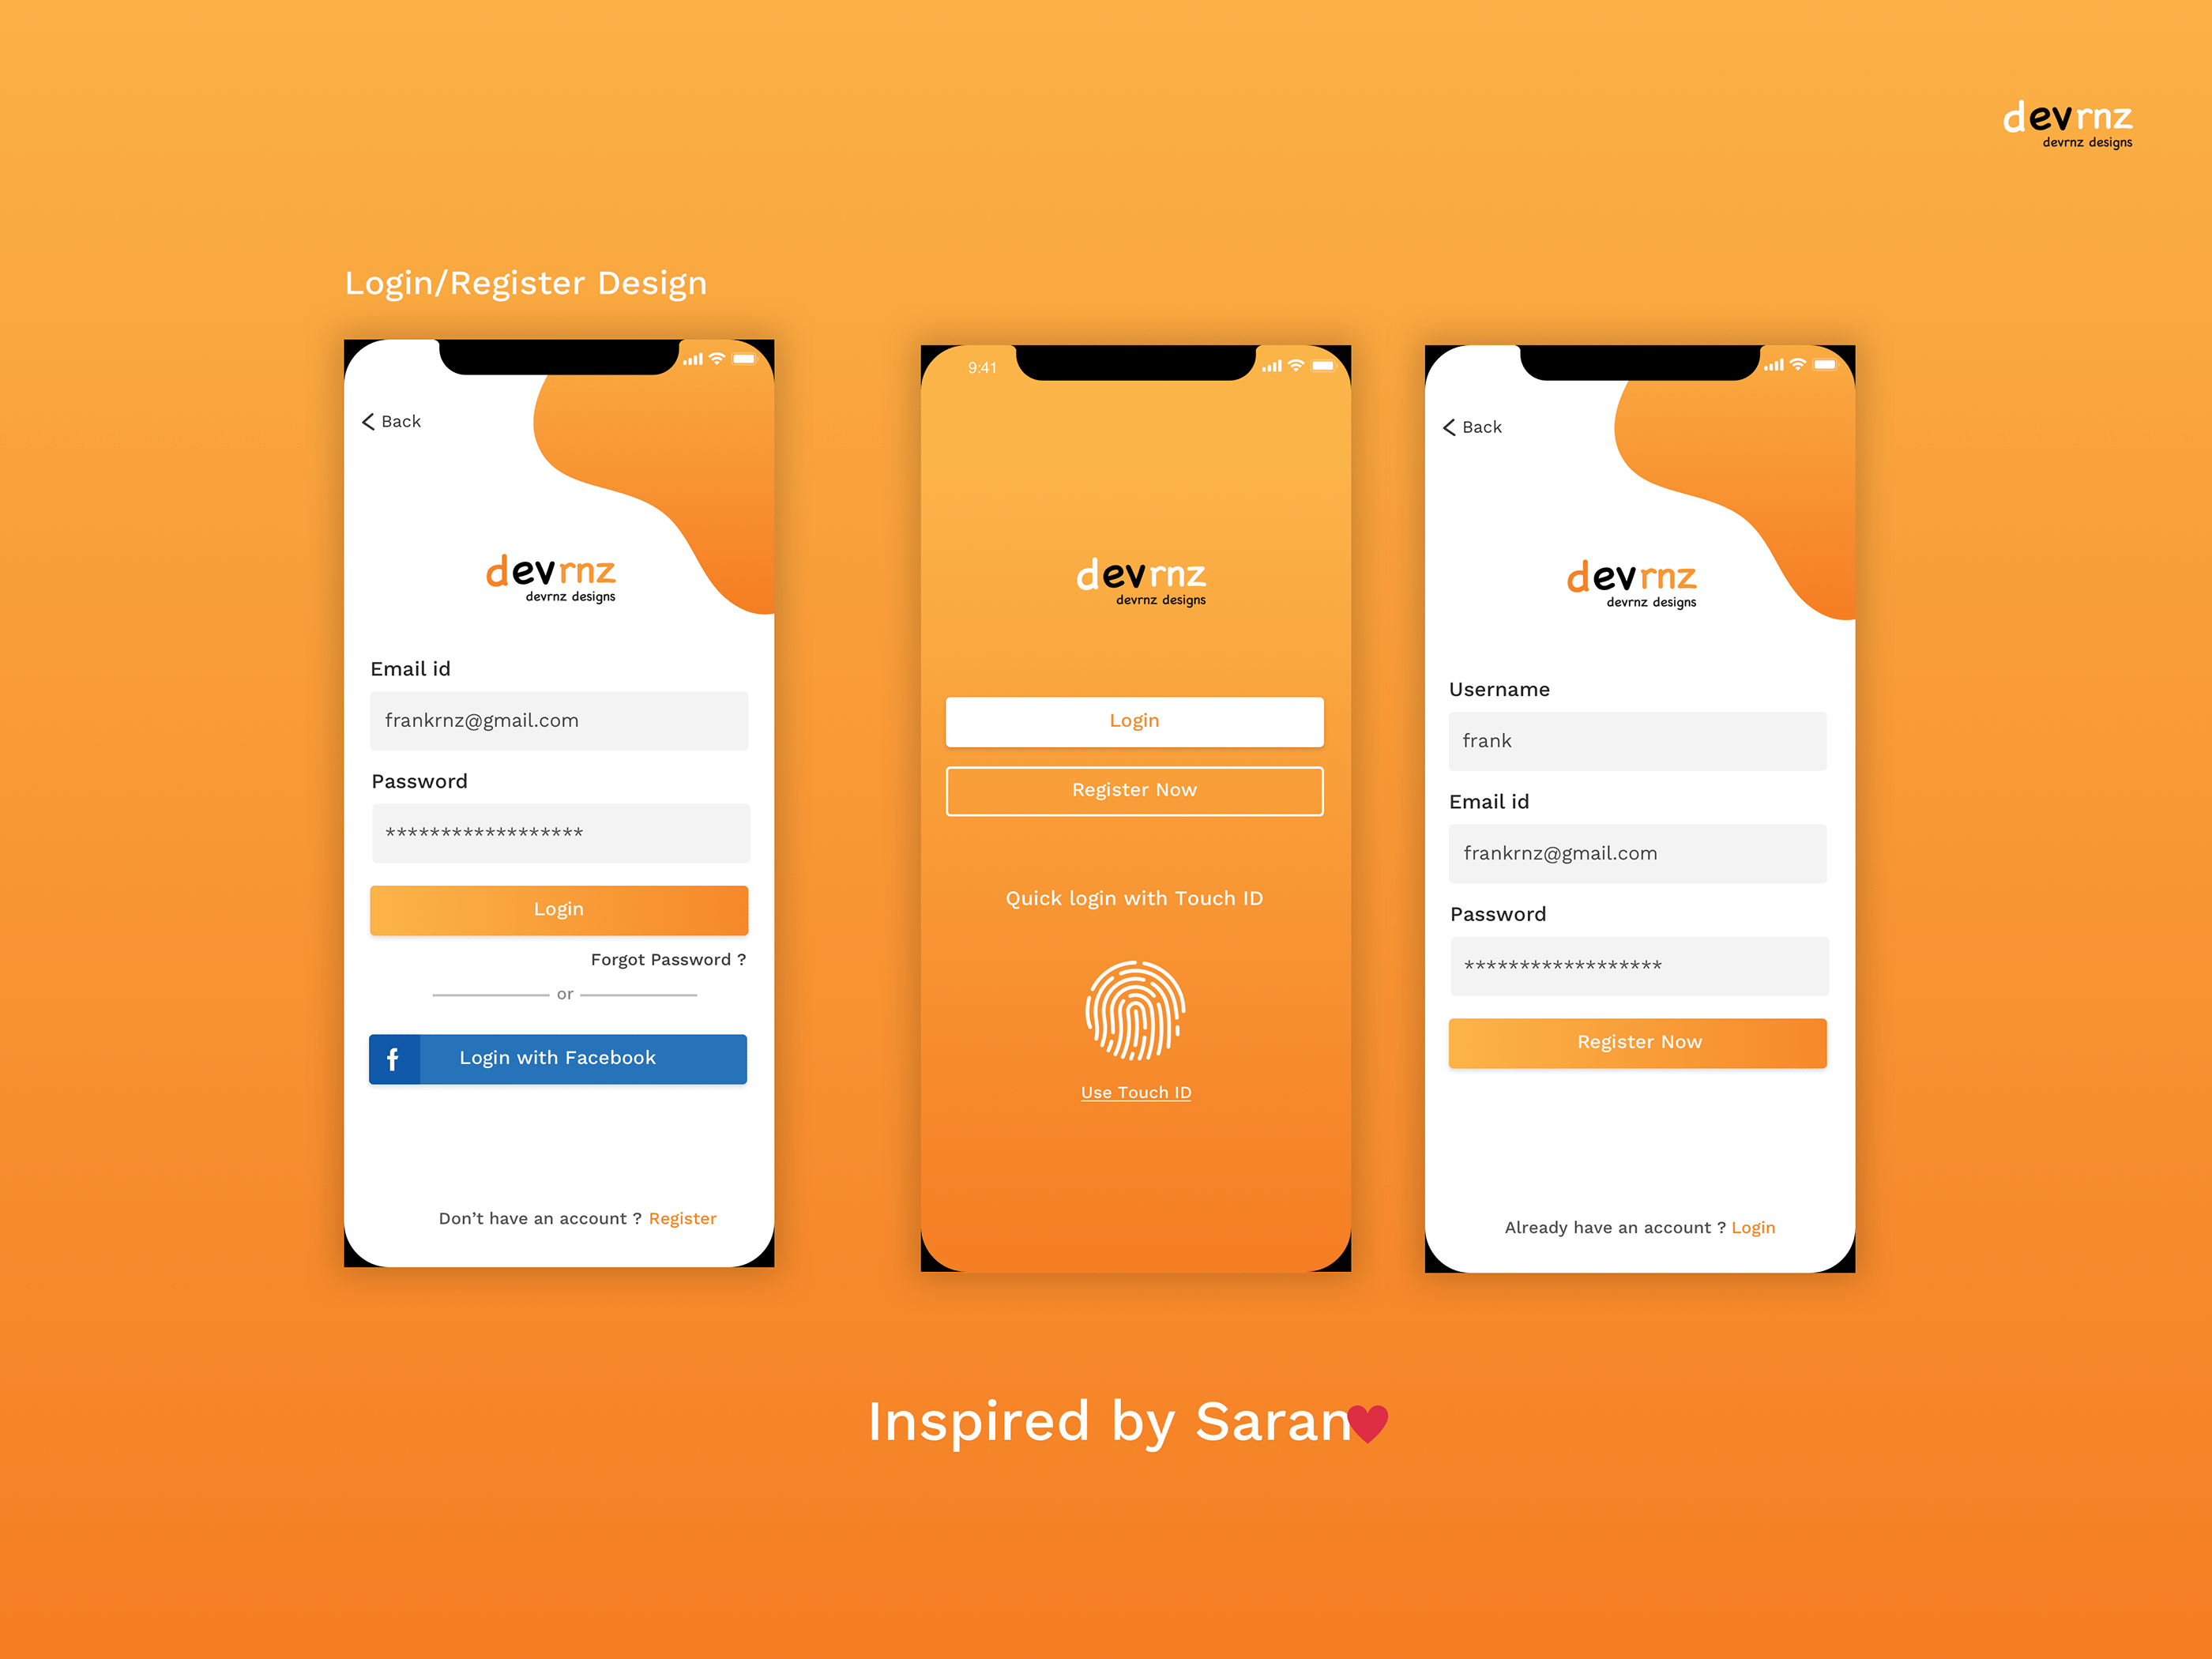 devrnz
devrnz designs
Login/Register Design
Back
devrnz
devrnz designs
Email id
frankrnz@gmail.com
Password
******************
Login
Forgot Password ?
or
f
Login with Facebook
Don’t have an account ? Register
9:41
devrnz
devrnz designs
Login
Register Now
Quick login with Touch ID
Use Touch ID
Back
devrnz
devrnz designs
Username
frank
Email id
frankrnz@gmail.com
Password
******************
Register Now
Already have an account ? Login
Inspired by Saran